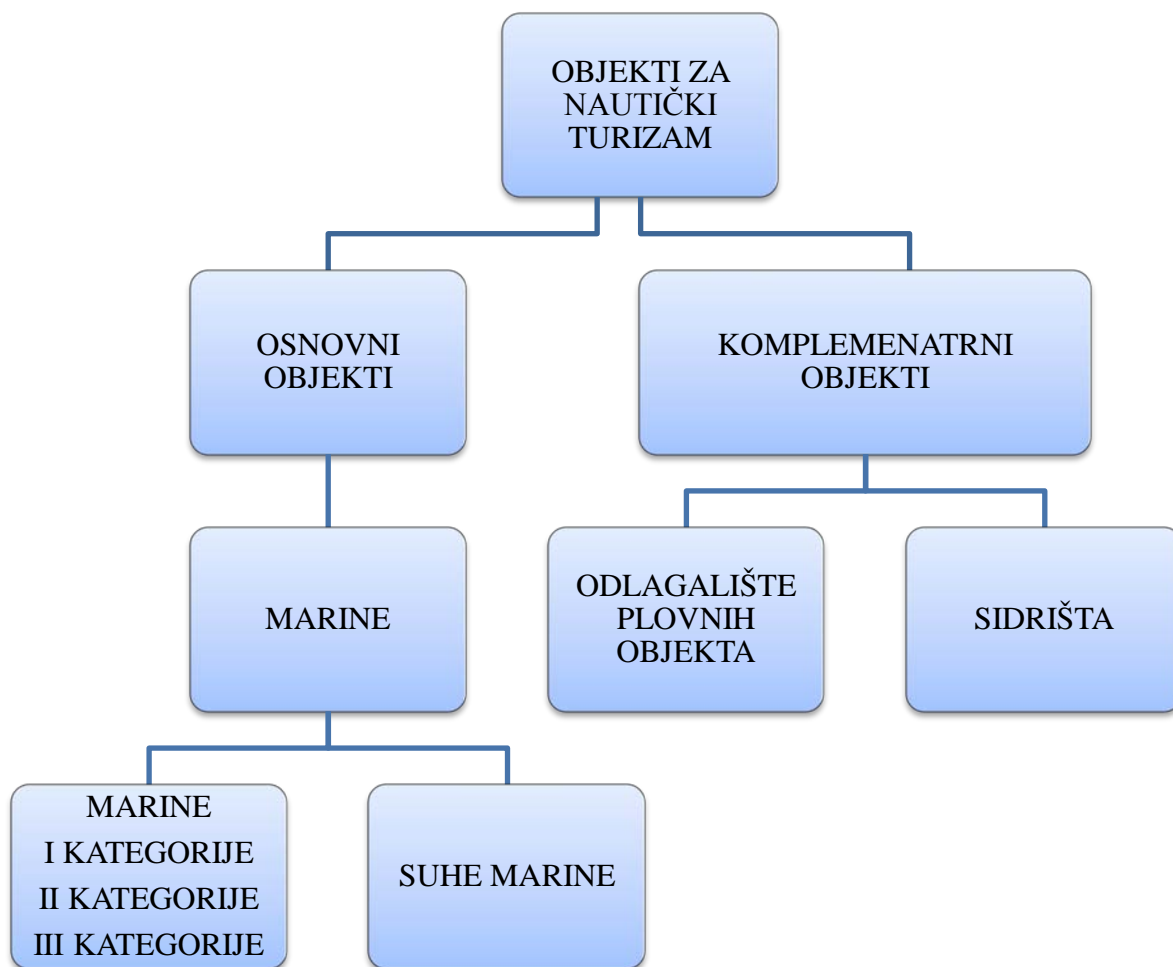 OBJEKTI ZA
NAUTIČKI
TURIZAM
OSNOVNI
OBJEKTI
KOMPLEMENATRNI
OBJEKTI
MARINE
ODLAGALIŠTE
PLOVNIH
OBJEKTA
SIDRIŠTA
MARINE
I KATEGORIJE
II KATEGORIJE
III KATEGORIJE
SUHE MARINE